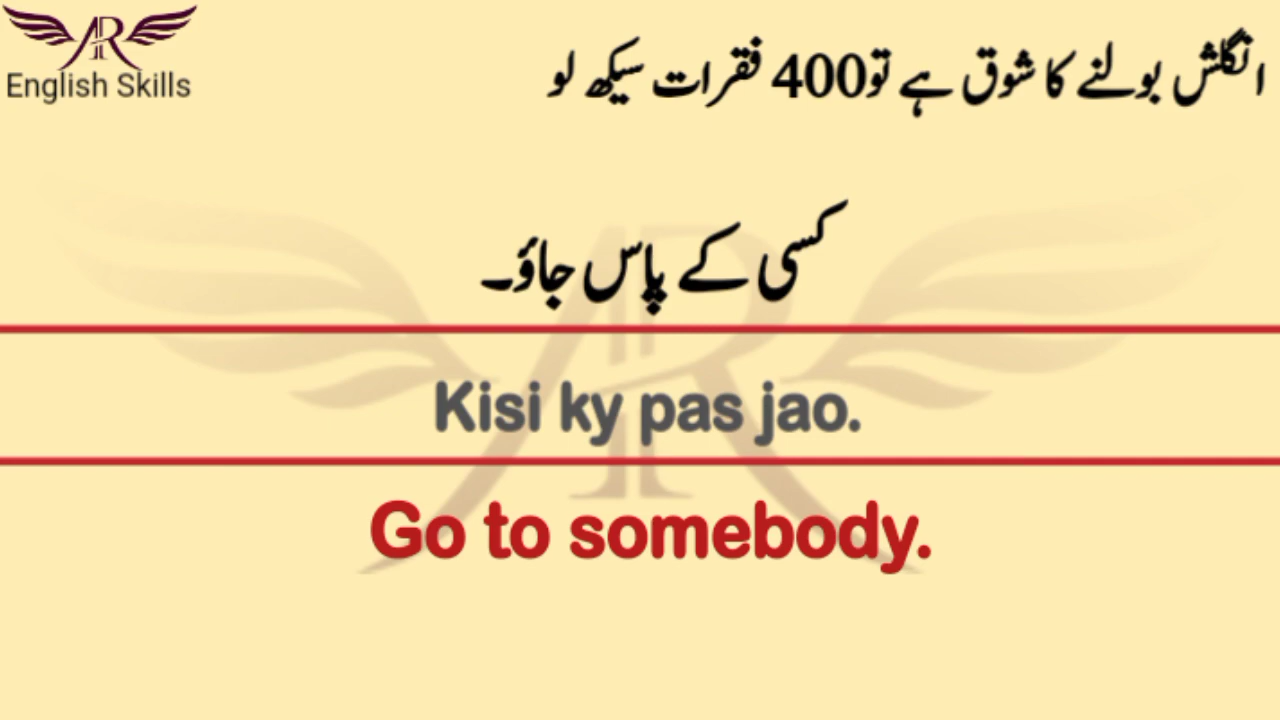 AR
English Skills
انگلش بولنے کا شوق ہے تو400 فقرات سیکھ لو
کسی کے پاس جاؤ۔
Kisi ky pas jao.
Go to somebody.